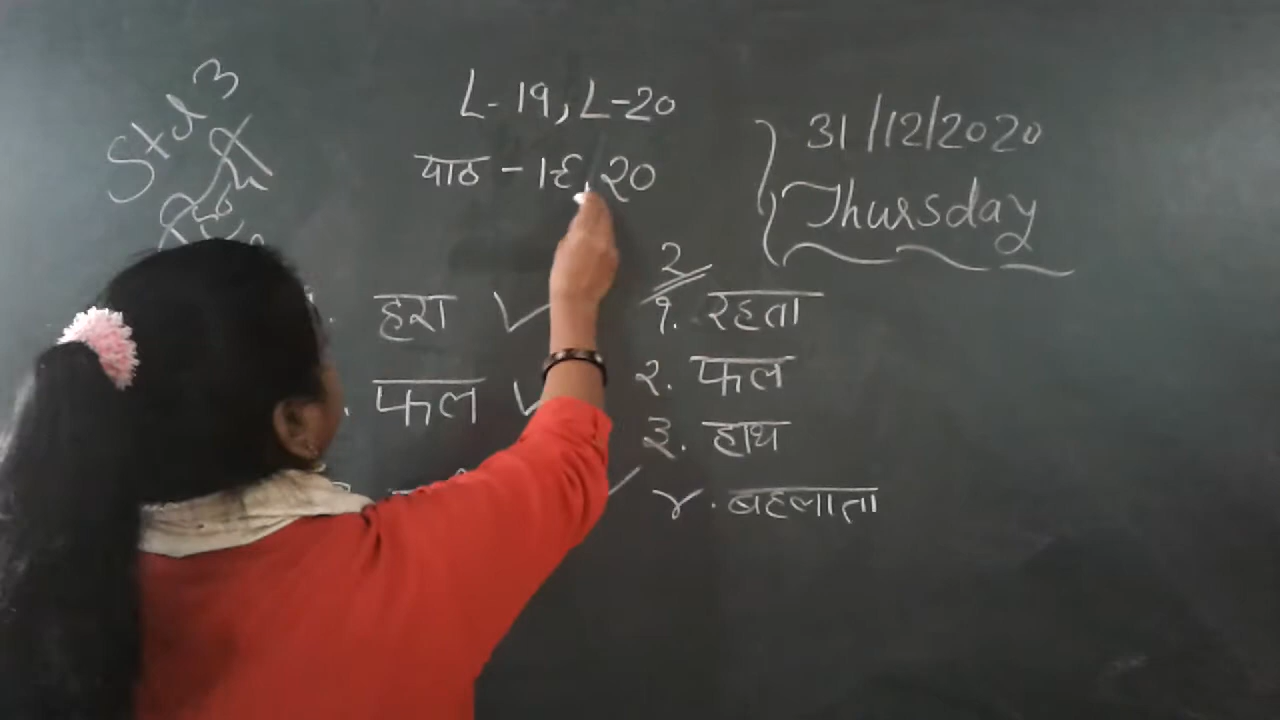 Std 3
L-19, L-20
पाठ - १९, २०
31/12/2020
Thursday
हरा ✓
फल
2
१. रहता
२. फल
३. हाथ
४. बहलाता